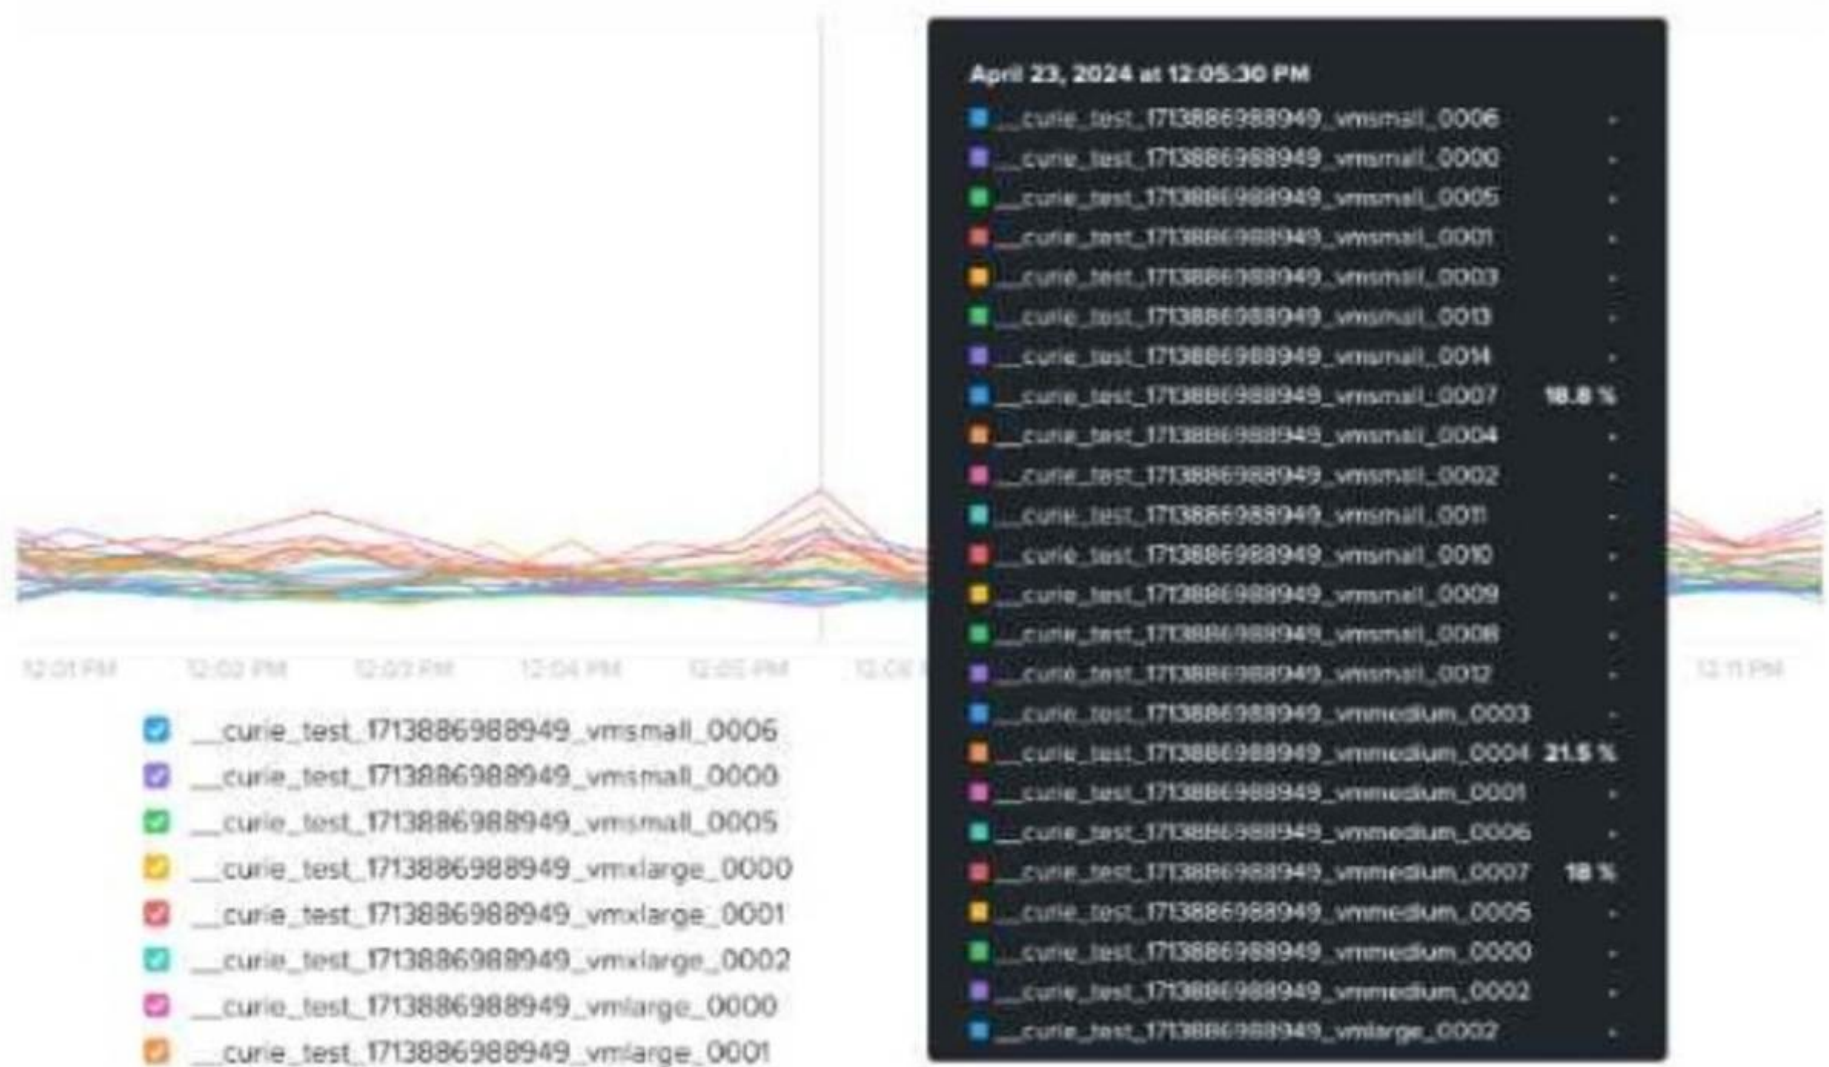 April 23, 2024 at 12:05:30 PM
__curie_test_1713886988949_vmsmall_0006 -
__curie_test_1713886988949_vmsmall_0000 -
__curie_test_1713886988949_vmsmall_0005 -
__curie_test_1713886988949_vmsmall_0001 -
__curie_test_1713886988949_vmsmall_0003 -
__curie_test_1713886988949_vmsmall_0013 -
__curie_test_1713886988949_vmsmall_0014 -
__curie_test_1713886988949_vmsmall_0007 18.8 %
__curie_test_1713886988949_vmsmall_0004 -
__curie_test_1713886988949_vmsmall_0002 -
__curie_test_1713886988949_vmsmall_0011 -
__curie_test_1713886988949_vmsmall_0010 -
__curie_test_1713886988949_vmsmall_0009 -
__curie_test_1713886988949_vmsmall_0008 -
__curie_test_1713886988949_vmsmall_0012 -
__curie_test_1713886988949_vmmedium_0003 -
__curie_test_1713886988949_vmmedium_0004 21.5 %
__curie_test_1713886988949_vmmedium_0001 -
__curie_test_1713886988949_vmmedium_0006 -
__curie_test_1713886988949_vmmedium_0007 18 %
__curie_test_1713886988949_vmmedium_0005 -
__curie_test_1713886988949_vmmedium_0000 -
__curie_test_1713886988949_vmmedium_0002 -
__curie_test_1713886988949_vmlarge_0002 -
12:01 PM 12:02 PM 12:03 PM 12:04 PM 12:05 PM 12:06 12:11 PM
__curie_test_1713886988949_vmsmall_0006
__curie_test_1713886988949_vmsmall_0000
__curie_test_1713886988949_vmsmall_0005
__curie_test_1713886988949_vmxlarge_0000
__curie_test_1713886988949_vmxlarge_0001
__curie_test_1713886988949_vmxlarge_0002
__curie_test_1713886988949_vmlarge_0000
__curie_test_1713886988949_vmlarge_0001